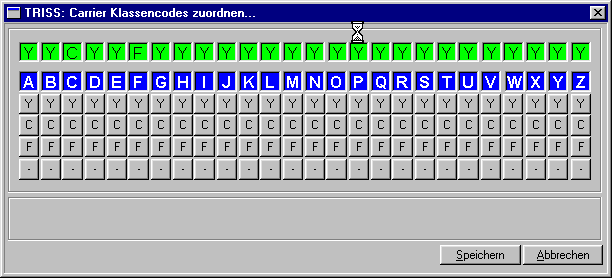 TRISS: Carrier Klassencodes zuordnen...
Y Y C Y Y F Y Y Y Y Y Y Y Y Y Y Y Y Y Y Y Y Y Y Y Y
A B C D E F G H I J K L M N O P Q R S T U V W X Y Z
Y Y Y Y Y Y Y Y Y Y Y Y Y Y Y Y Y Y Y Y Y Y Y Y Y Y
C C C C C C C C C C C C C C C C C C C C C C C C C C
F F F F F F F F F F F F F F F F F F F F F F F F F F
- - - - - - - - - - - - - - - - - - - - - - - - - -
Speichern Abbrechen